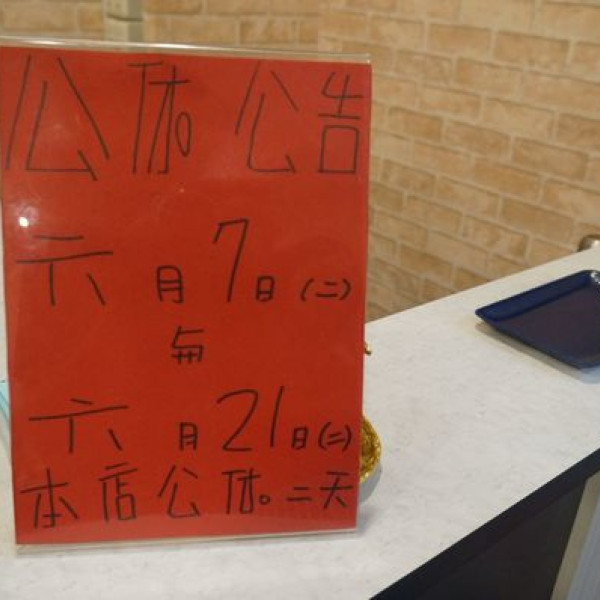 公休公告
六月7日(二)
與
六月21日(二)
本店公休。二天